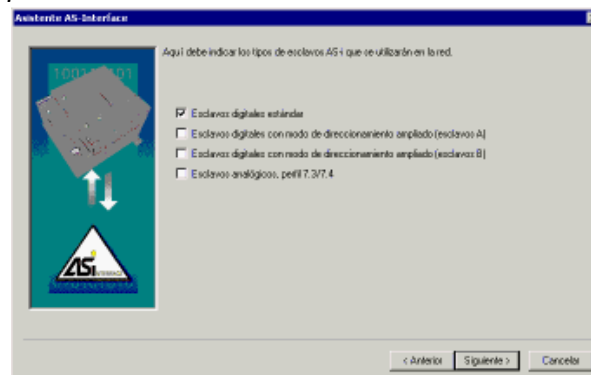 Asistente AS-Interface
Aquí debe indicar los tipos de esclavos AS-i que se utilizarán en la red.
Esclavos digitales estándar
Esclavos digitales con modo de direccionamiento ampliado (esclavos A)
Esclavos digitales con modo de direccionamiento ampliado (esclavos B)
Esclavos analógicos, perfil 7.3/7.4
ASi
INTERFACE
< Anterior
Siguiente >
Cancelar